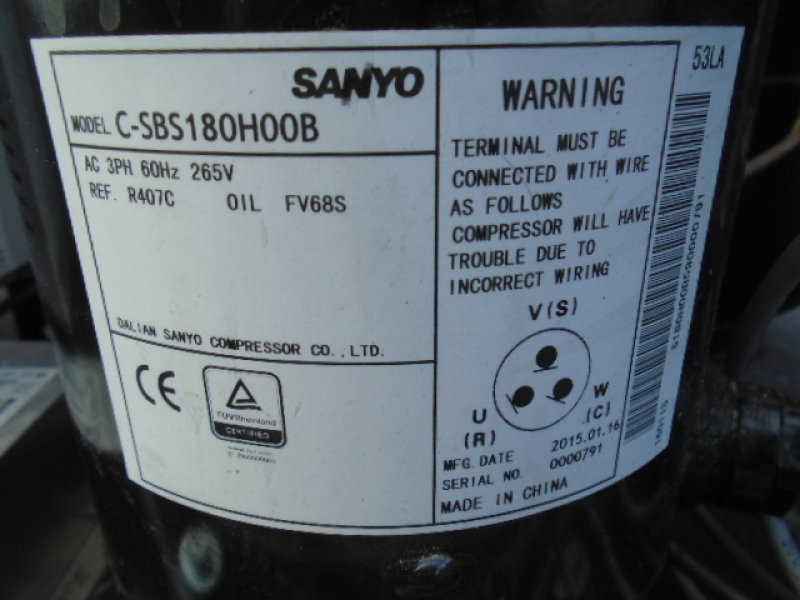 SANYO
MODEL C-SBS180H00B
AC 3PH 60Hz 265V
REF. R407C OIL FV68S
DALIAN SANYO COMPRESSOR CO.,LTD.
CE
TÜVRheinland
CERTIFIED
WARNING
TERMINAL MUST BE
CONNECTED WITH WIRE
AS FOLLOWS
COMPRESSOR WILL HAVE
TROUBLE DUE TO
INCORRECT WIRING
V(S)
U
(R)
W
(C)
MFG. DATE 2015.01.16
SERIAL NO. 0000791
MADE IN CHINA
53LA